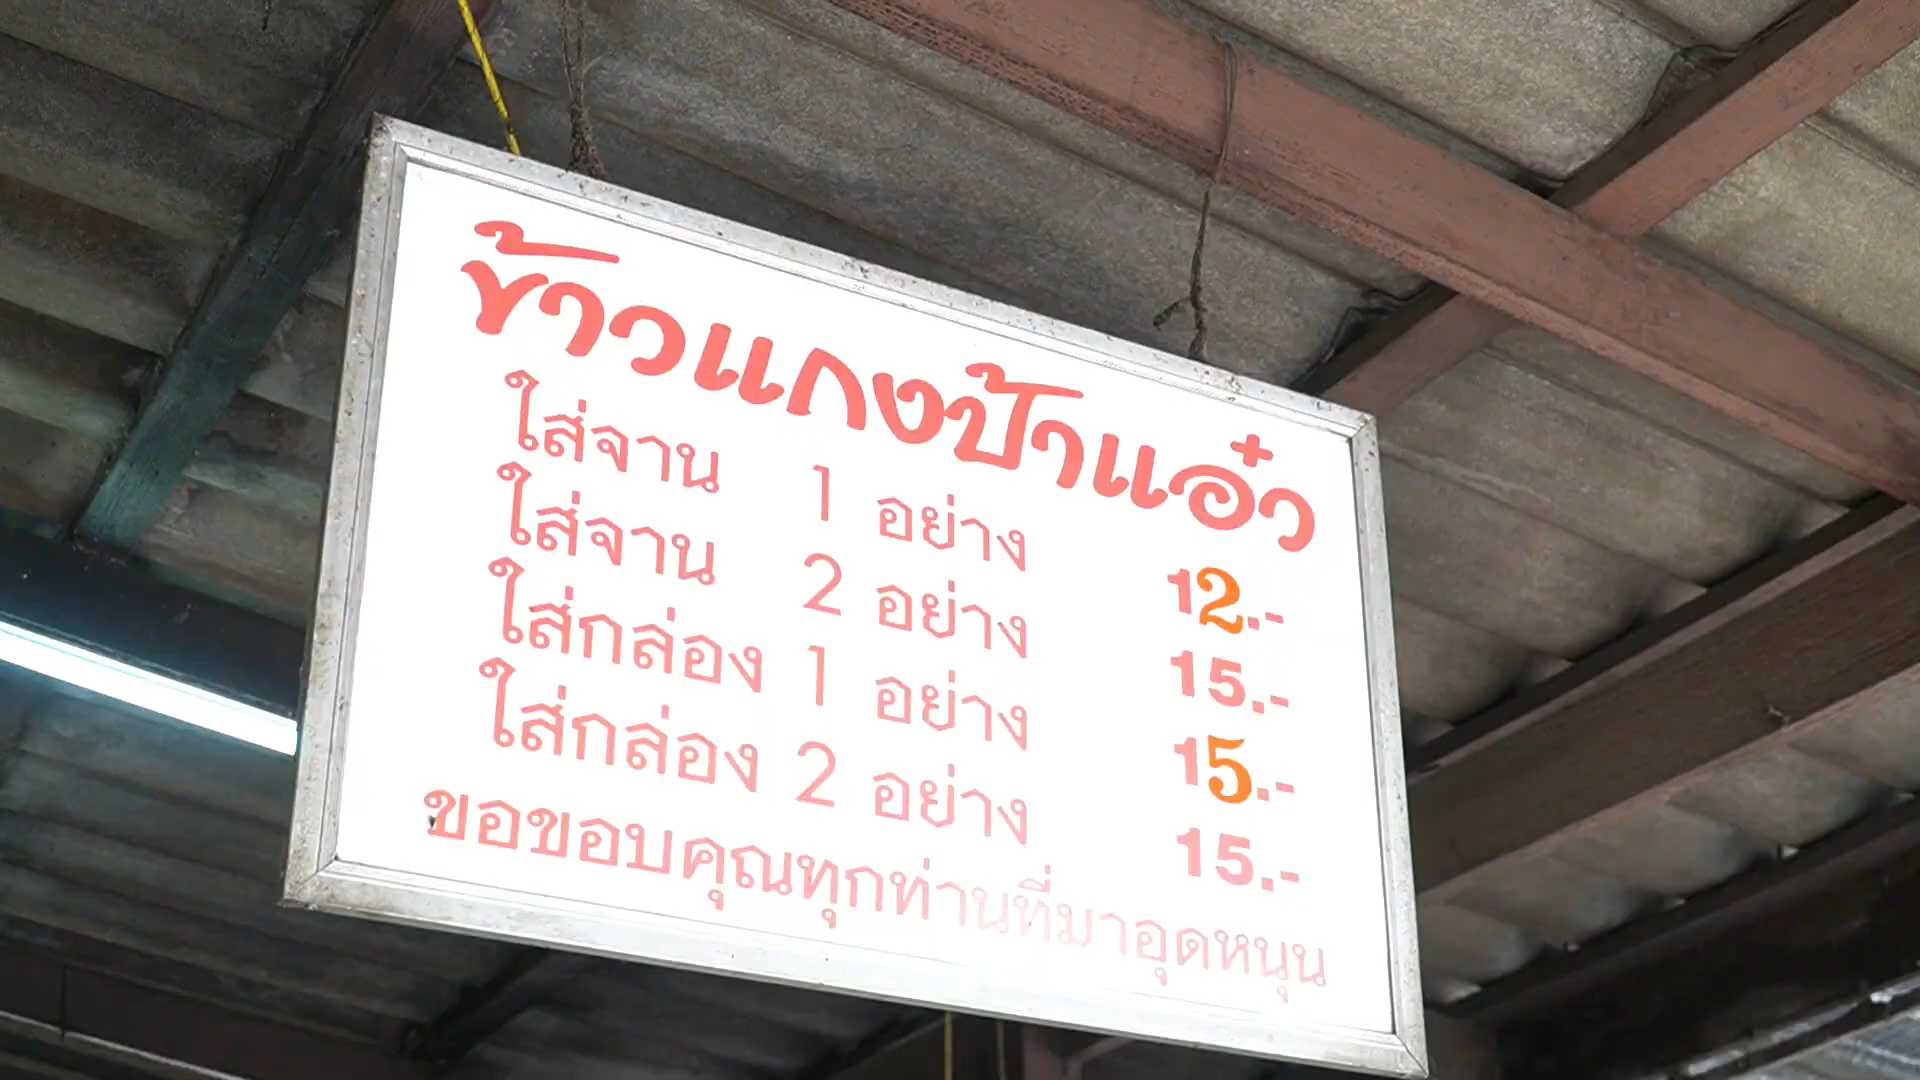 ข้าวแกงป้าแอ๋ว
ใส่จาน 1 อย่าง 12.-
ใส่จาน 2 อย่าง 15.-
ใส่กล่อง 1 อย่าง 15.-
ใส่กล่อง 2 อย่าง 15.-
ขอขอบคุณทุกท่านที่มาอุดหนุน